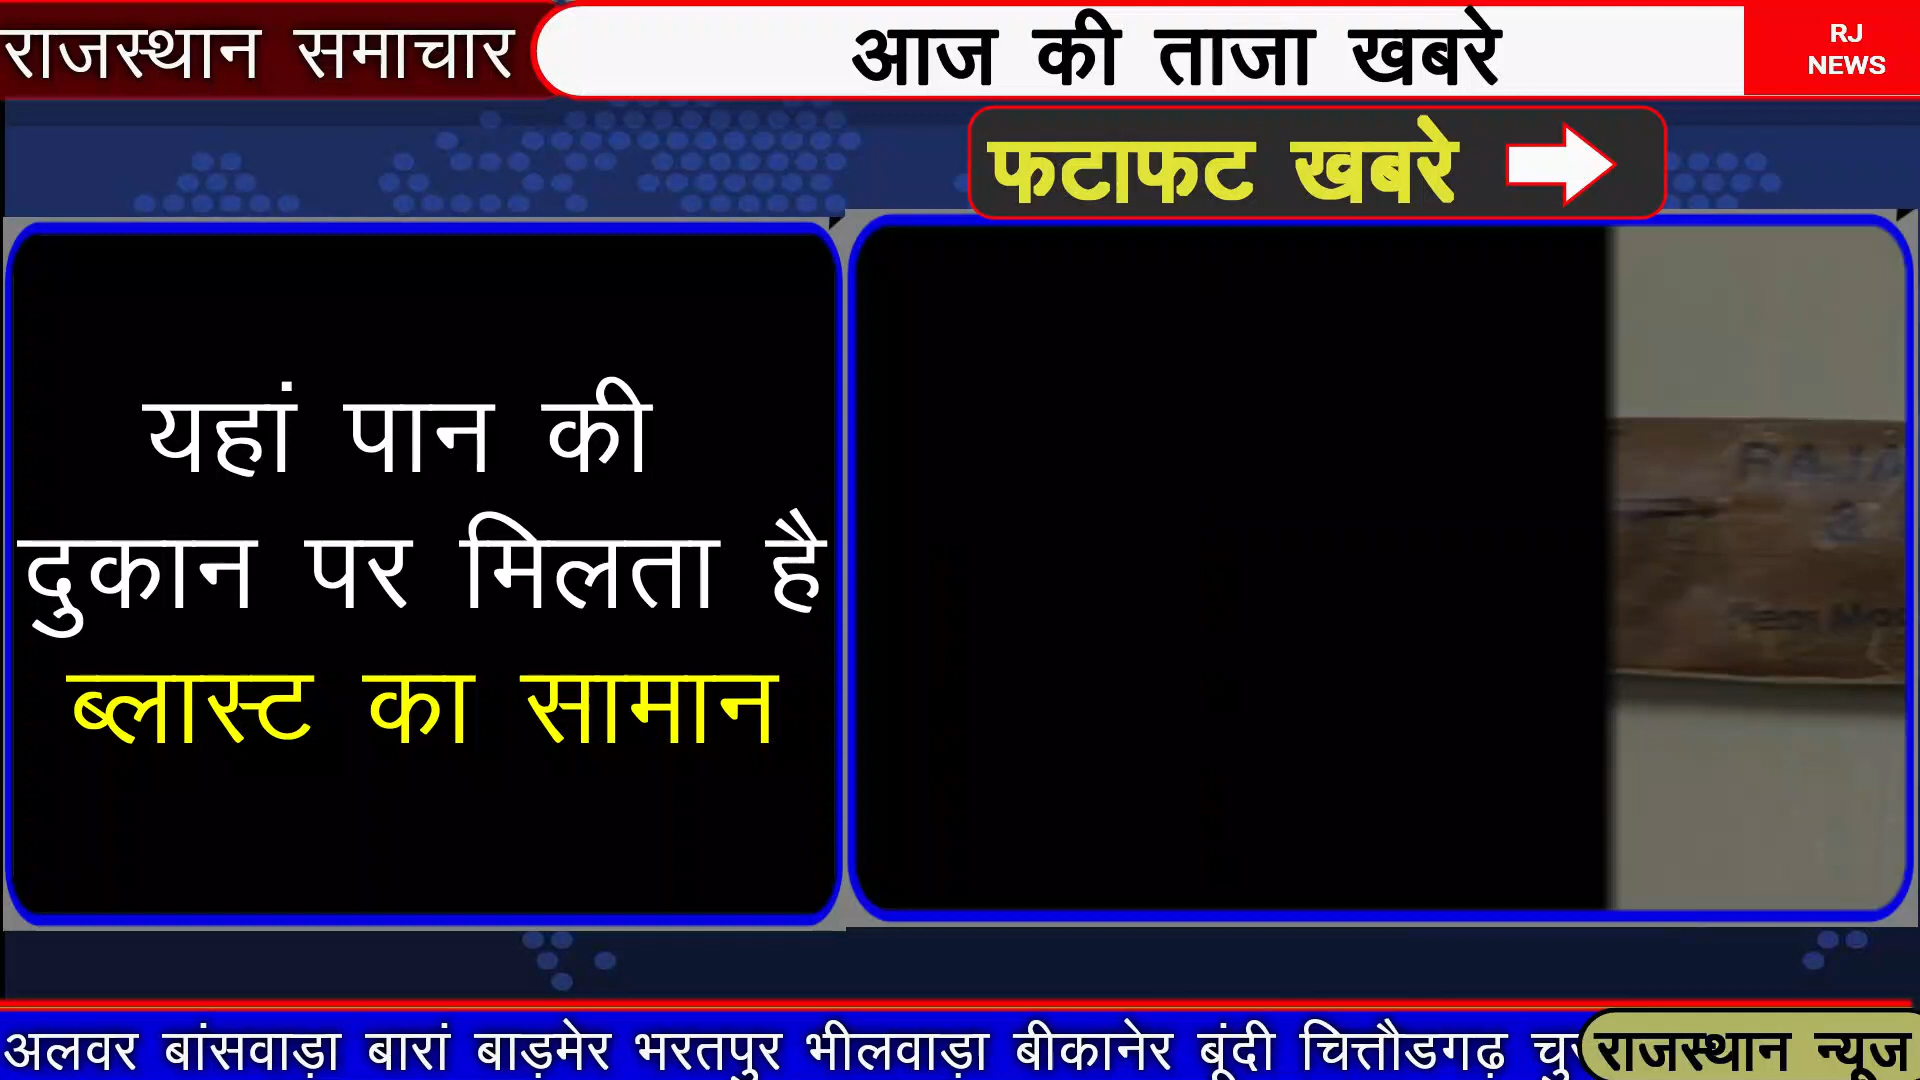 राजस्थान समाचार
आज की ताजा खबरे
RJ
NEWS
फटाफट खबरे
यहां पान की
दुकान पर मिलता है
ब्लास्ट का सामान
अलवर बांसवाड़ा बारां बाड़मेर भरतपुर भीलवाड़ा बीकानेर बूंदी चित्तौडगढ़
राजस्थान न्यूज